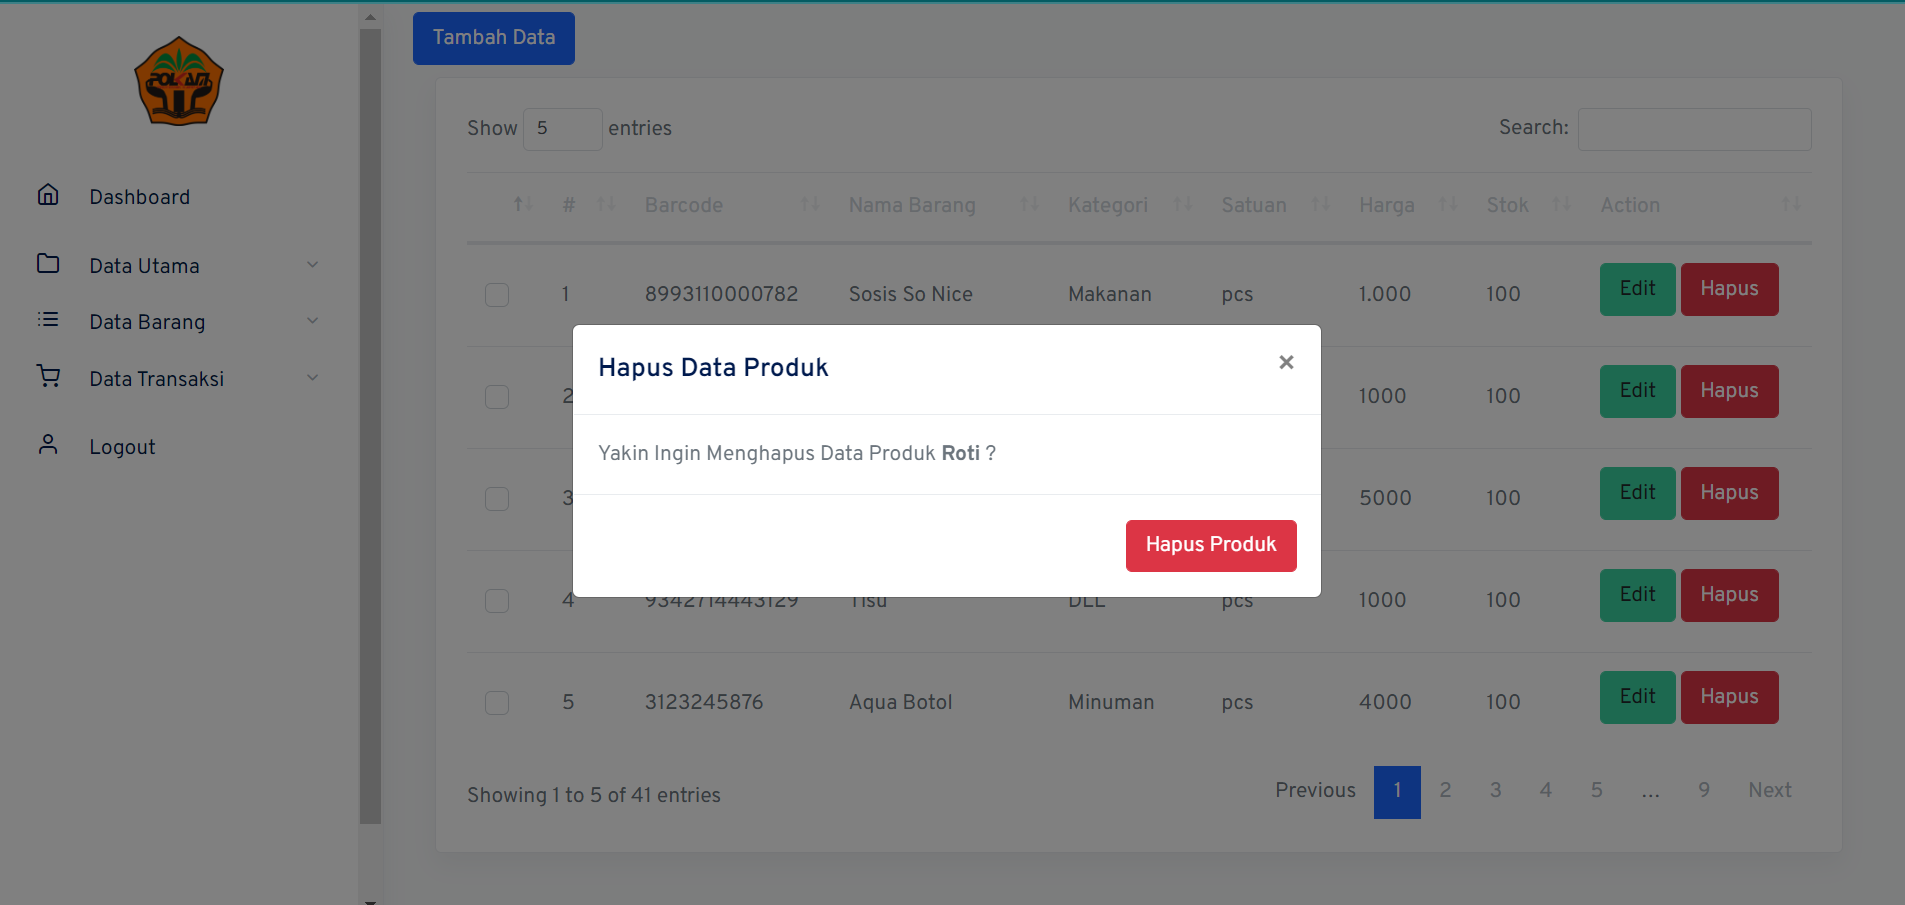 POLKAM
Dashboard
Data Utama
Data Barang
Data Transaksi
Logout
Tambah Data
Show 5 entries
Search:
# Barcode Nama Barang Kategori Satuan Harga Stok Action
1 8993110000782 Sosis So Nice Makanan pcs 1.000 100 Edit Hapus
2 1000 100 Edit Hapus
3 5000 100 Edit Hapus
4 9342714443129 Tisu DLL pcs 1000 100 Edit Hapus
5 3123245876 Aqua Botol Minuman pcs 4000 100 Edit Hapus
Showing 1 to 5 of 41 entries
Previous 1 2 3 4 5 ... 9 Next
Hapus Data Produk ×
Yakin Ingin Menghapus Data Produk Roti ?
Hapus Produk